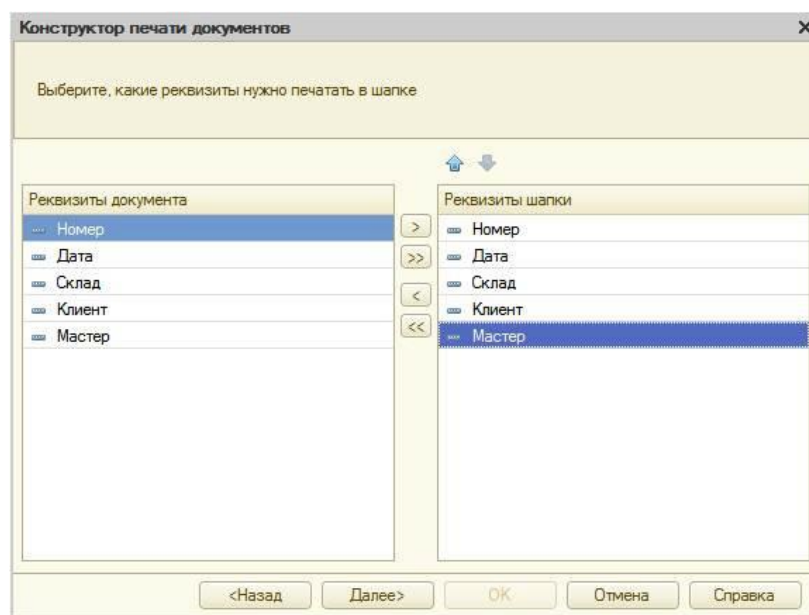 Конструктор печати документов
Выберите, какие реквизиты нужно печатать в шапке
Реквизиты документа
Номер
Дата
Склад
Клиент
Мастер
>
>>
<
<<
Реквизиты шапки
Номер
Дата
Склад
Клиент
Мастер
<Назад Далее> OK Отмена Справка